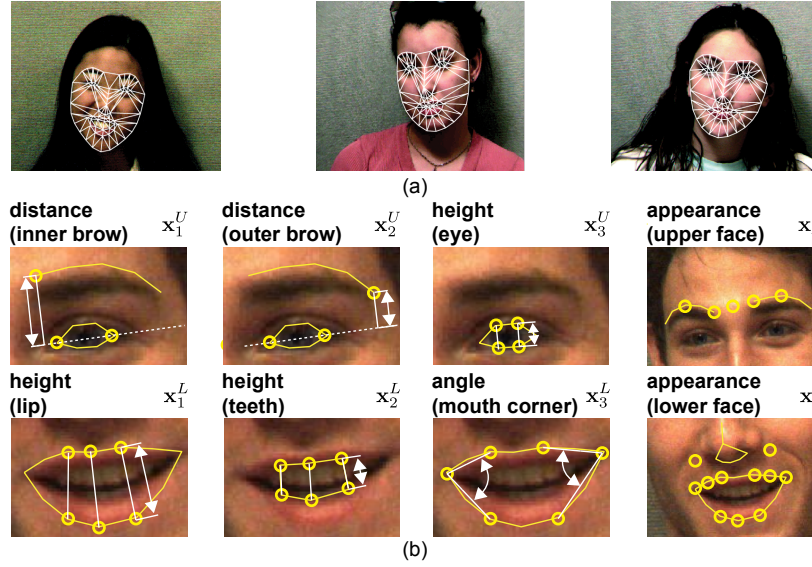 (a)
distance
(inner brow) x₁ᵁ
distance
(outer brow) x₂ᵁ
height
(eye) x₃ᵁ
appearance
(upper face) x
height
(lip) x₁ᴸ
height
(teeth) x₂ᴸ
angle
(mouth corner) x₃ᴸ
appearance
(lower face) x
(b)